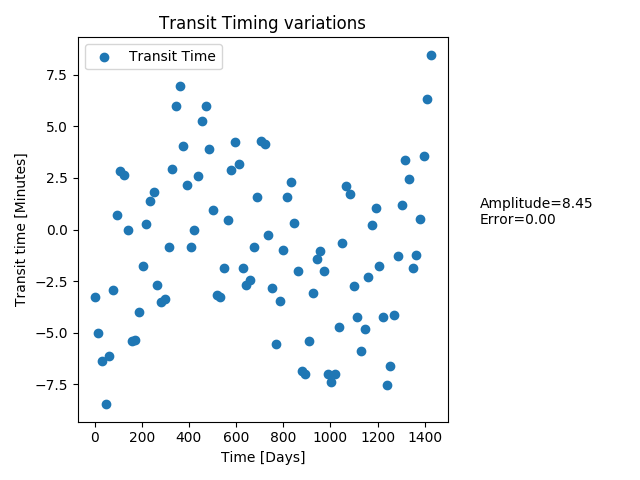 Transit Timing variations
Transit Time
Transit time [Minutes]
7.5
5.0
2.5
0.0
−2.5
−5.0
−7.5
Amplitude=8.45
Error=0.00
0 200 400 600 800 1000 1200 1400
Time [Days]